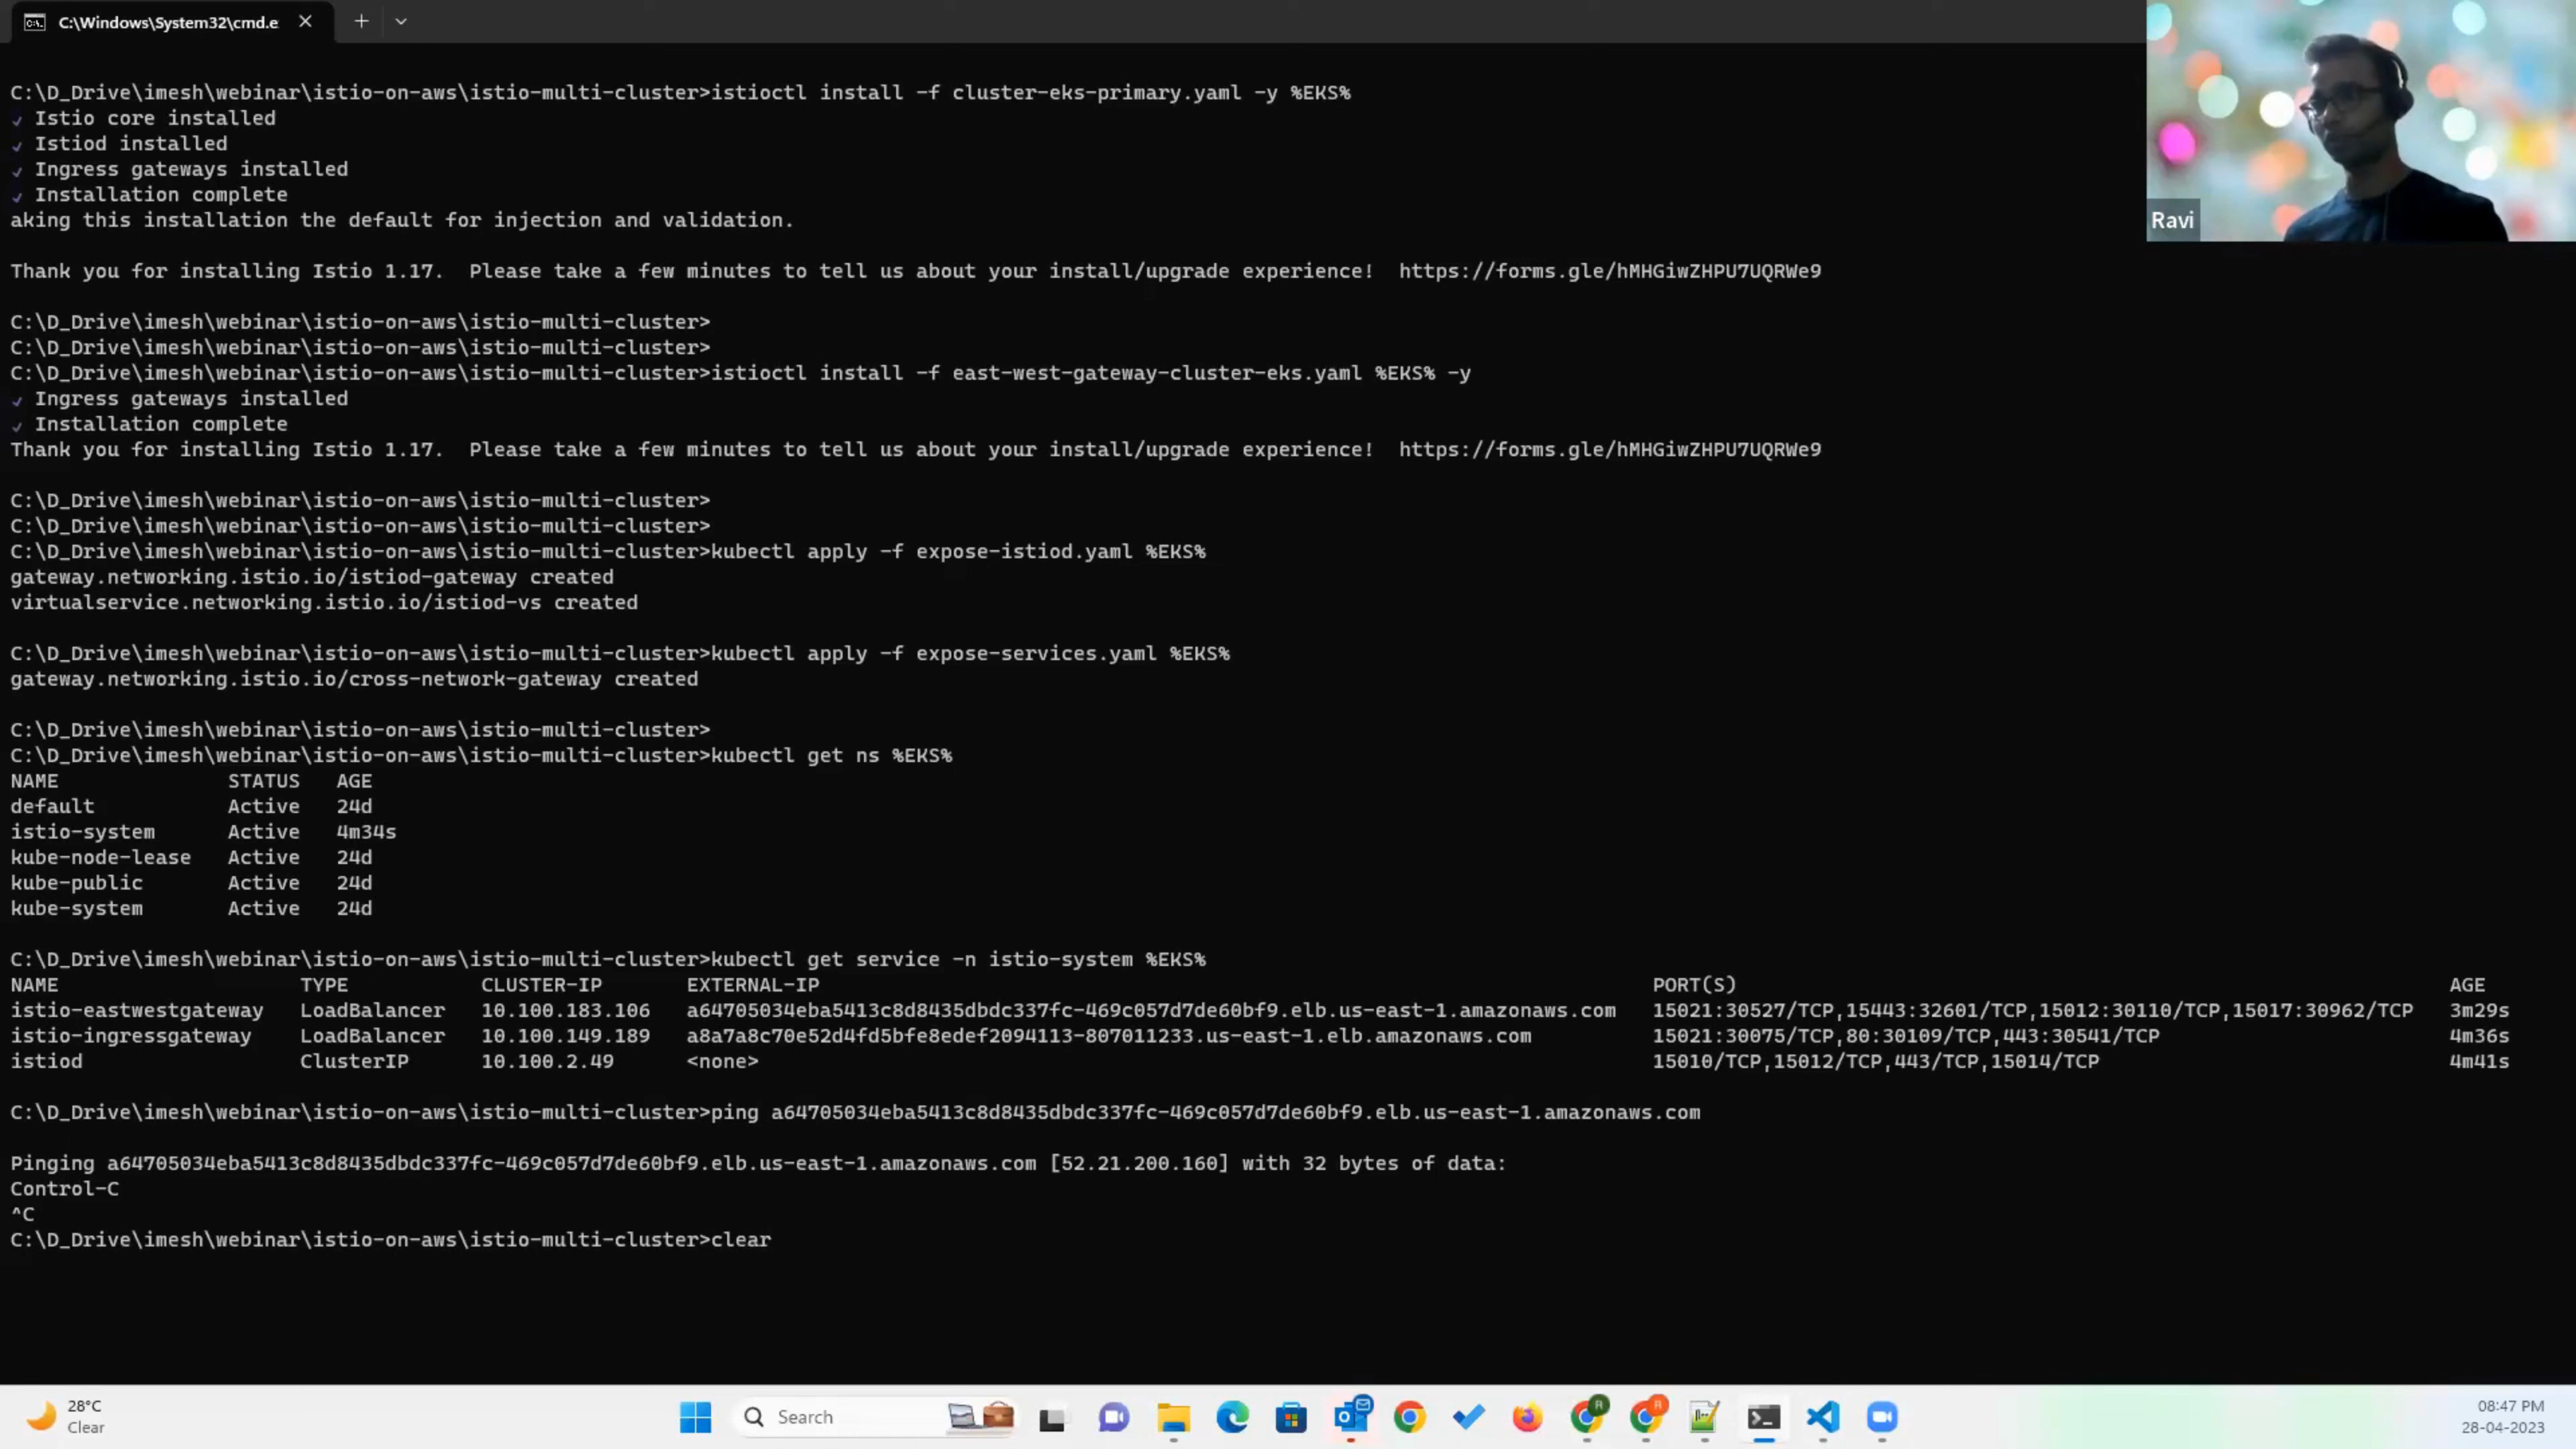 C:\Windows\System32\cmd.e
C:\D_Drive\imesh\webinar\istio-on-aws\istio-multi-cluster>istioctl install -f cluster-eks-primary.yaml -y %EKS%
✓ Istio core installed
✓ Istiod installed
✓ Ingress gateways installed
✓ Installation complete
aking this installation the default for injection and validation.
Ravi
Thank you for installing Istio 1.17.  Please take a few minutes to tell us about your install/upgrade experience!  https://forms.gle/hMHGiwZHPU7UQRWe9
C:\D_Drive\imesh\webinar\istio-on-aws\istio-multi-cluster>
C:\D_Drive\imesh\webinar\istio-on-aws\istio-multi-cluster>
C:\D_Drive\imesh\webinar\istio-on-aws\istio-multi-cluster>istioctl install -f east-west-gateway-cluster-eks.yaml %EKS% -y
✓ Ingress gateways installed
✓ Installation complete
Thank you for installing Istio 1.17.  Please take a few minutes to tell us about your install/upgrade experience!  https://forms.gle/hMHGiwZHPU7UQRWe9
C:\D_Drive\imesh\webinar\istio-on-aws\istio-multi-cluster>
C:\D_Drive\imesh\webinar\istio-on-aws\istio-multi-cluster>
C:\D_Drive\imesh\webinar\istio-on-aws\istio-multi-cluster>kubectl apply -f expose-istiod.yaml %EKS%
gateway.networking.istio.io/istiod-gateway created
virtualservice.networking.istio.io/istiod-vs created
C:\D_Drive\imesh\webinar\istio-on-aws\istio-multi-cluster>kubectl apply -f expose-services.yaml %EKS%
gateway.networking.istio.io/cross-network-gateway created
C:\D_Drive\imesh\webinar\istio-on-aws\istio-multi-cluster>
C:\D_Drive\imesh\webinar\istio-on-aws\istio-multi-cluster>kubectl get ns %EKS%
NAME              STATUS   AGE
default           Active   24d
istio-system      Active   4m34s
kube-node-lease   Active   24d
kube-public       Active   24d
kube-system       Active   24d
C:\D_Drive\imesh\webinar\istio-on-aws\istio-multi-cluster>kubectl get service -n istio-system %EKS%
NAME                    TYPE           CLUSTER-IP       EXTERNAL-IP                                                                     PORT(S)                                                           AGE
istio-eastwestgateway   LoadBalancer   10.100.183.106   a64705034eba5413c8d8435dbdc337fc-469c057d7de60bf9.elb.us-east-1.amazonaws.com   15021:30527/TCP,15443:32601/TCP,15012:30110/TCP,15017:30962/TCP   3m29s
istio-ingressgateway    LoadBalancer   10.100.149.189   a8a7a8c70e52d4fd5bfe8edef2094113-807011233.us-east-1.elb.amazonaws.com          15021:30075/TCP,80:30109/TCP,443:30541/TCP                        4m36s
istiod                  ClusterIP      10.100.2.49      <none>                                                                          15010/TCP,15012/TCP,443/TCP,15014/TCP                             4m41s
C:\D_Drive\imesh\webinar\istio-on-aws\istio-multi-cluster>ping a64705034eba5413c8d8435dbdc337fc-469c057d7de60bf9.elb.us-east-1.amazonaws.com
Pinging a64705034eba5413c8d8435dbdc337fc-469c057d7de60bf9.elb.us-east-1.amazonaws.com [52.21.200.160] with 32 bytes of data:
Control-C
^C
C:\D_Drive\imesh\webinar\istio-on-aws\istio-multi-cluster>clear
28°C
Clear
Search
08:47 PM
28-04-2023